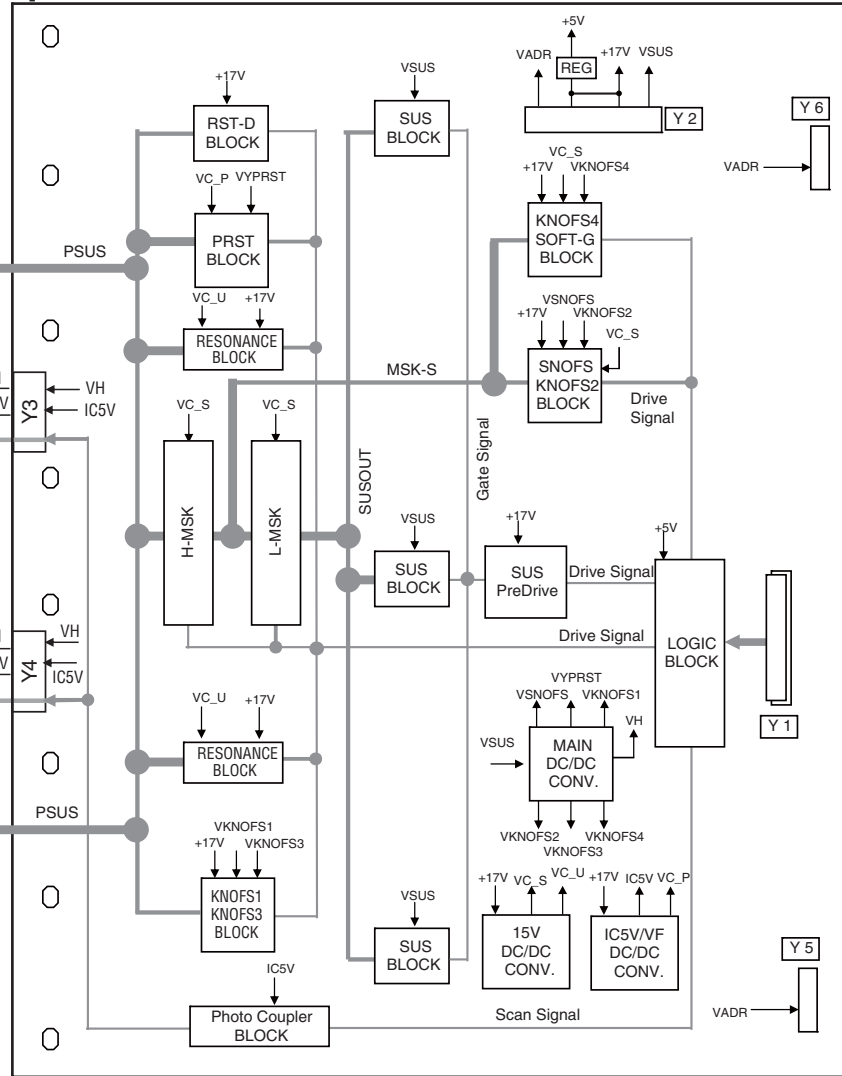 +5V
VADR
+17V
VSUS
REG
Y 2
Y 6
VADR
+17V
RST-D
BLOCK
VSUS
SUS
BLOCK
VC_P
VYPRST
PRST
BLOCK
PSUS
VC_S
+17V
VKNOFS4
KNOFS4
SOFT-G
BLOCK
VC_U
+17V
RESONANCE
BLOCK
VSNOFS
+17V
VKNOFS2
VC_S
SNOFS
KNOFS2
BLOCK
MSK-S
Drive
Signal
Y3
VH
IC5V
V
VC_S
VC_S
H-MSK
L-MSK
SUSOUT
Gate Signal
VSUS
SUS
BLOCK
+17V
SUS
PreDrive
Drive Signal
+5V
LOGIC
BLOCK
Drive Signal
Y 1
Y4
VH
IC5V
V
VC_U
+17V
RESONANCE
BLOCK
VYPRST
VSNOFS
VKNOFS1
VH
VSUS
MAIN
DC/DC
CONV.
VKNOFS2
VKNOFS4
VKNOFS3
PSUS
VKNOFS1
+17V
VKNOFS3
KNOFS1
KNOFS3
BLOCK
VSUS
SUS
BLOCK
+17V
VC_S
VC_U
15V
DC/DC
CONV.
+17V
IC5V
VC_P
IC5V/VF
DC/DC
CONV.
Y 5
VADR
IC5V
Photo Coupler
BLOCK
Scan Signal